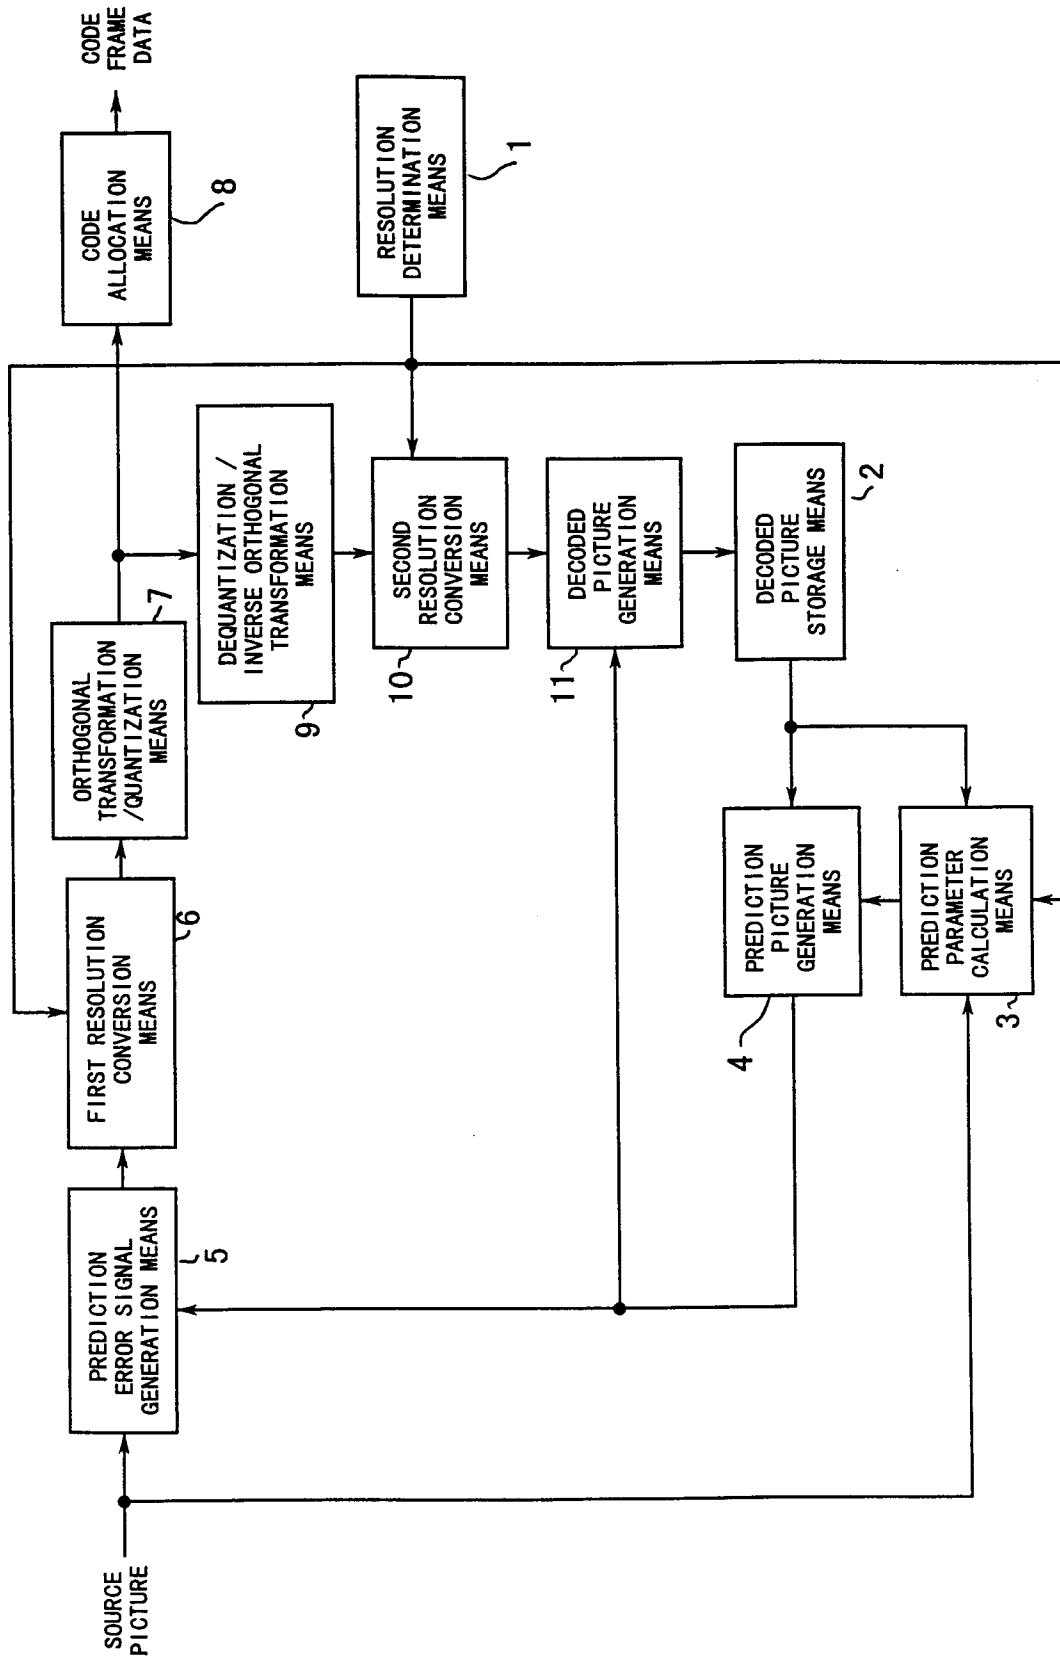 SOURCE
PICTURE
PREDICTION
ERROR SIGNAL
GENERATION MEANS
5
FIRST RESOLUTION
CONVERSION
MEANS
6
ORTHOGONAL
TRANSFORMATION
/QUANTIZATION
MEANS
7
CODE
ALLOCATION
MEANS
8
CODE
FRAME
DATA
DEQUANTIZATION /
INVERSE ORTHOGONAL
TRANSFORMATION
MEANS
9
RESOLUTION
DETERMINATION
MEANS
1
SECOND
RESOLUTION
CONVERSION
MEANS
10
DECODED
PICTURE
GENERATION
MEANS
11
DECODED
PICTURE
STORAGE MEANS
2
PREDICTION
PICTURE
GENERATION
MEANS
4
PREDICTION
PARAMETER
CALCULATION
MEANS
3